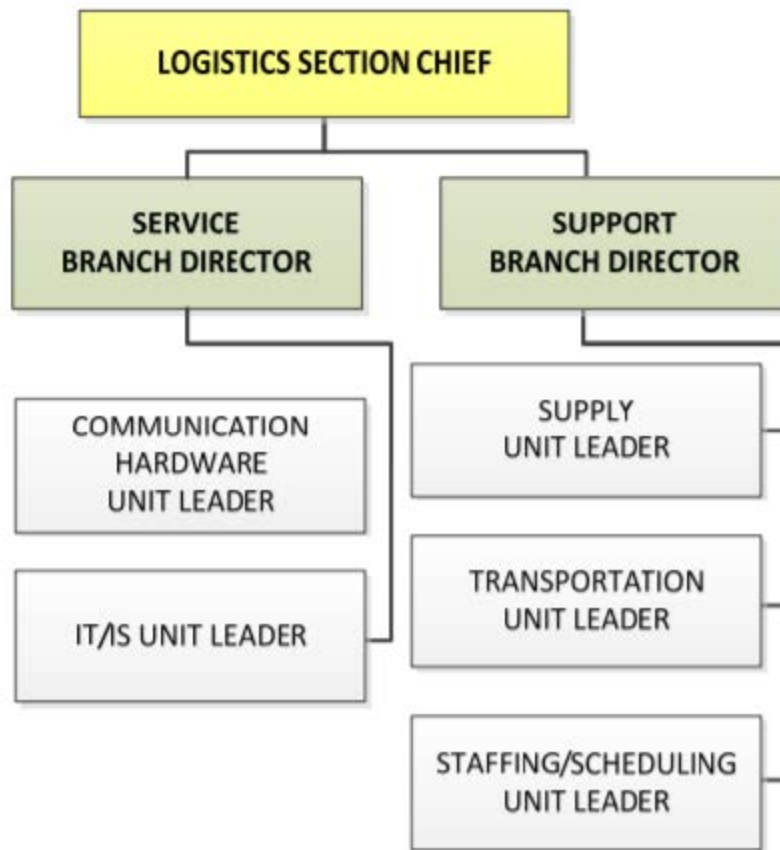 LOGISTICS SECTION CHIEF
SERVICE
BRANCH DIRECTOR
SUPPORT
BRANCH DIRECTOR
COMMUNICATION
HARDWARE
UNIT LEADER
IT/IS UNIT LEADER
SUPPLY
UNIT LEADER
TRANSPORTATION
UNIT LEADER
STAFFING/SCHEDULING
UNIT LEADER